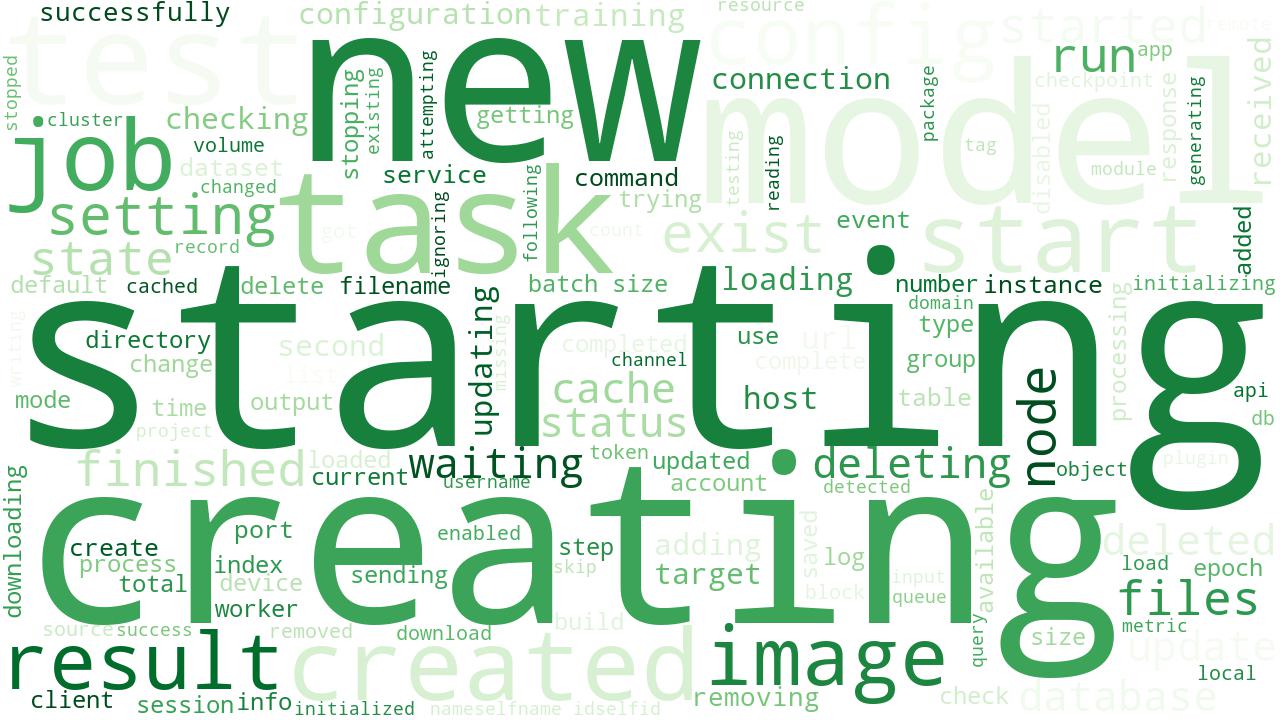 successfully
configuration
training
resource
test
new
config
started
remote
stopped
cluster
job
checking
volume
dataset
changed
stopping
existing
attempting
getting
connection
model
run
app
checkpoint
received
package
reading
testing
tag
disabled
module
response
generating
setting
task
service
ignoring
following
command
trying
count
got
exist
event
start
added
state
record
default
cached
delete
filename
batch size
loading
number
instance
initializing
starting
domain
type
group
processing
directory
change
second
list
writing
updating
missing
completed
channel
use
url
complete
cache
status
host
table
node
api
db
mode
time
output
project
finished
loaded
waiting
token
updated
deleting
object
plugin
current
username
account
detected
downloading
creating
port
enabled
create
process
index
total
device
sending
worker
step
skip
adding
target
saved
log
block
input
queue
available
deleted
load
epoch
files
metric
source
success
removed
download
build
query
size
update
result
created
image
local
client
session
info
initialized
nameselfname
idselfid
removing
check
database